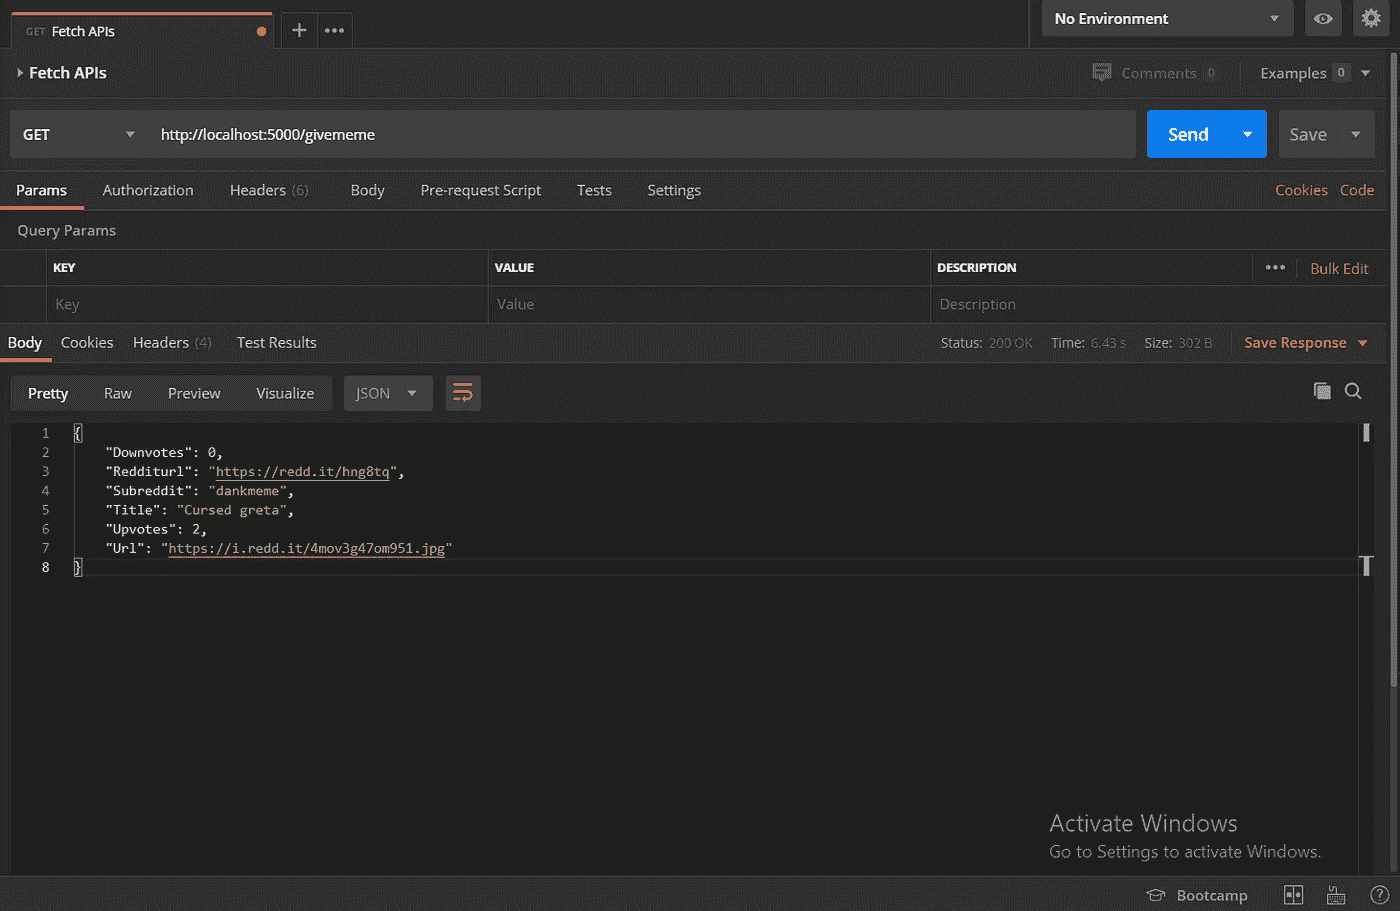 GET Fetch APIs
No Environment
Fetch APIs
Comments 0
Examples 0
GET
http://localhost:5000/givememe
Send
Save
Params
Authorization
Headers (6)
Body
Pre-request Script
Tests
Settings
Cookies
Code
Query Params
KEY
VALUE
DESCRIPTION
Bulk Edit
Key
Value
Description
Body
Cookies
Headers (4)
Test Results
Status: 200 OK
Time: 6.43 s
Size: 302 B
Save Response
Pretty
Raw
Preview
Visualize
JSON
1 {
2 "Downvotes": 0,
3 "Redditurl": "https://redd.it/hng8tq",
4 "Subreddit": "dankmeme",
5 "Title": "Cursed greta",
6 "Upvotes": 2,
7 "Url": "https://i.redd.it/4mov3g47om951.jpg"
8 }
Activate Windows
Go to Settings to activate Windows.
Bootcamp